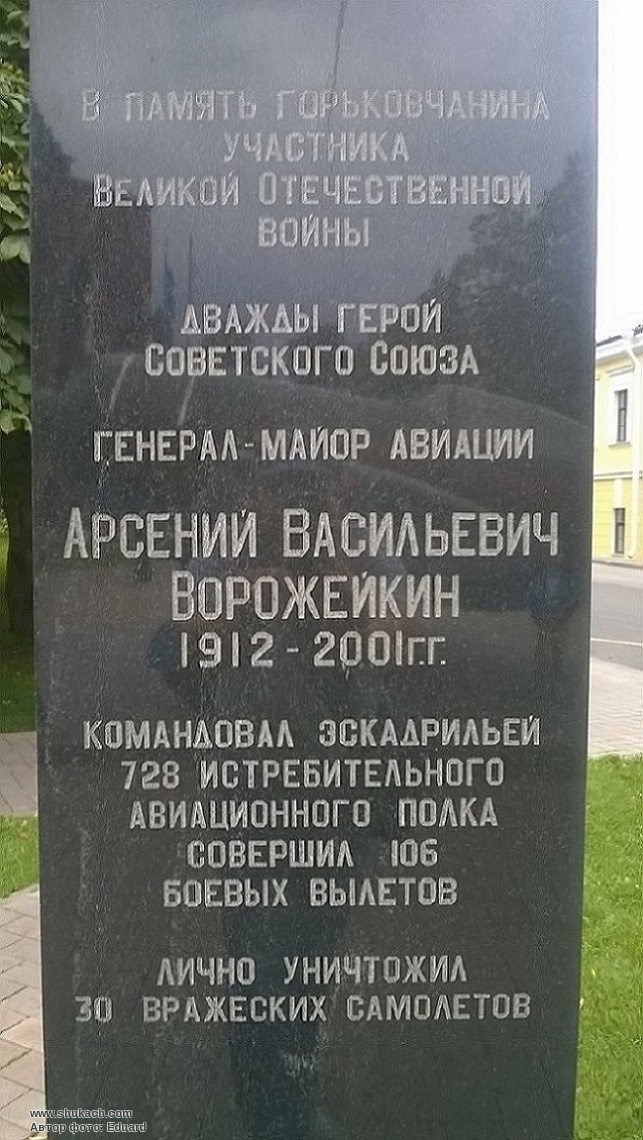 В ПАМЯТЬ ГОРЬКОВЧАНИНА
УЧАСТНИКА
ВЕЛИКОЙ ОТЕЧЕСТВЕННОЙ
ВОЙНЫ
ДВАЖДЫ ГЕРОЙ
СОВЕТСКОГО СОЮЗА
ГЕНЕРАЛ-МАЙОР АВИАЦИИ
АРСЕНИЙ ВАСИЛЬЕВИЧ
ВОРОЖЕЙКИН
1912-2001г.г.
КОМАНДОВАЛ ЭСКАДРИЛЬЕЙ
728 ИСТРЕБИТЕЛЬНОГО
АВИАЦИОННОГО ПОЛКА
СОВЕРШИЛ 106
БОЕВЫХ ВЫЛЕТОВ
ЛИЧНО УНИЧТОЖИЛ
30 ВРАЖЕСКИХ САМОЛЕТОВ
www.shukach.com
Автор фото: Eduard